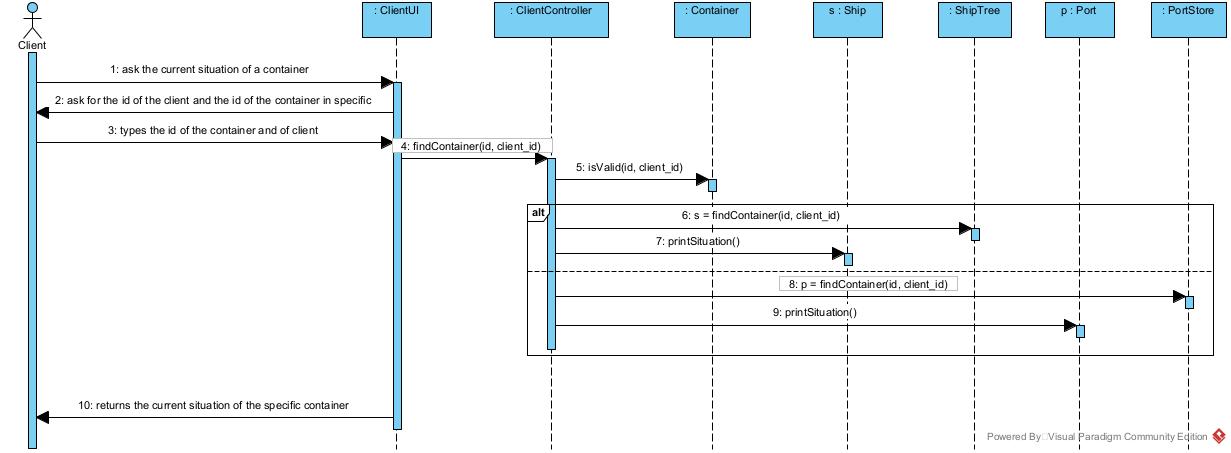 : ClientUI
: ClientController
: Container
s : Ship
: ShipTree
p : Port
: PortStore
Client
1: ask the current situation of a container
2: ask for the id of the client and the id of the container in specific
3: types the id of the container and of client
4: findContainer(id, client_id)
5: isValid(id, client_id)
alt
6: s = findContainer(id, client_id)
7: printSituation()
8: p = findContainer(id, client_id)
9: printSituation()
10: returns the current situation of the specific container
Powered By Visual Paradigm Community Edition